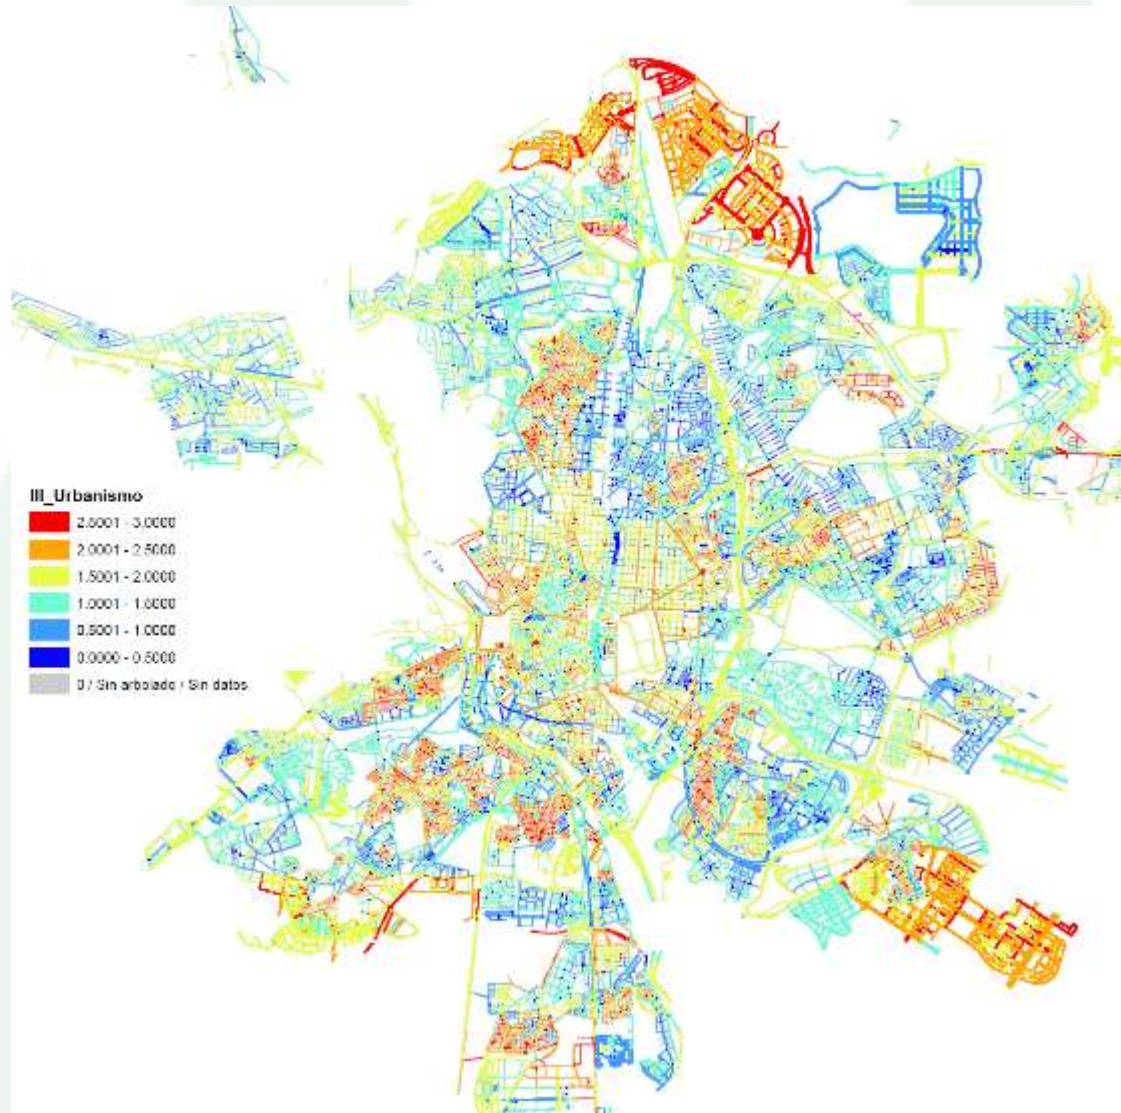 III_Urbanismo
2.5001 - 3.0000
2.0001 - 2.5000
1.5001 - 2.0000
1.0001 - 1.5000
0.5001 - 1.0000
0.0000 - 0.5000
0 / Sin arbolado / Sin datos